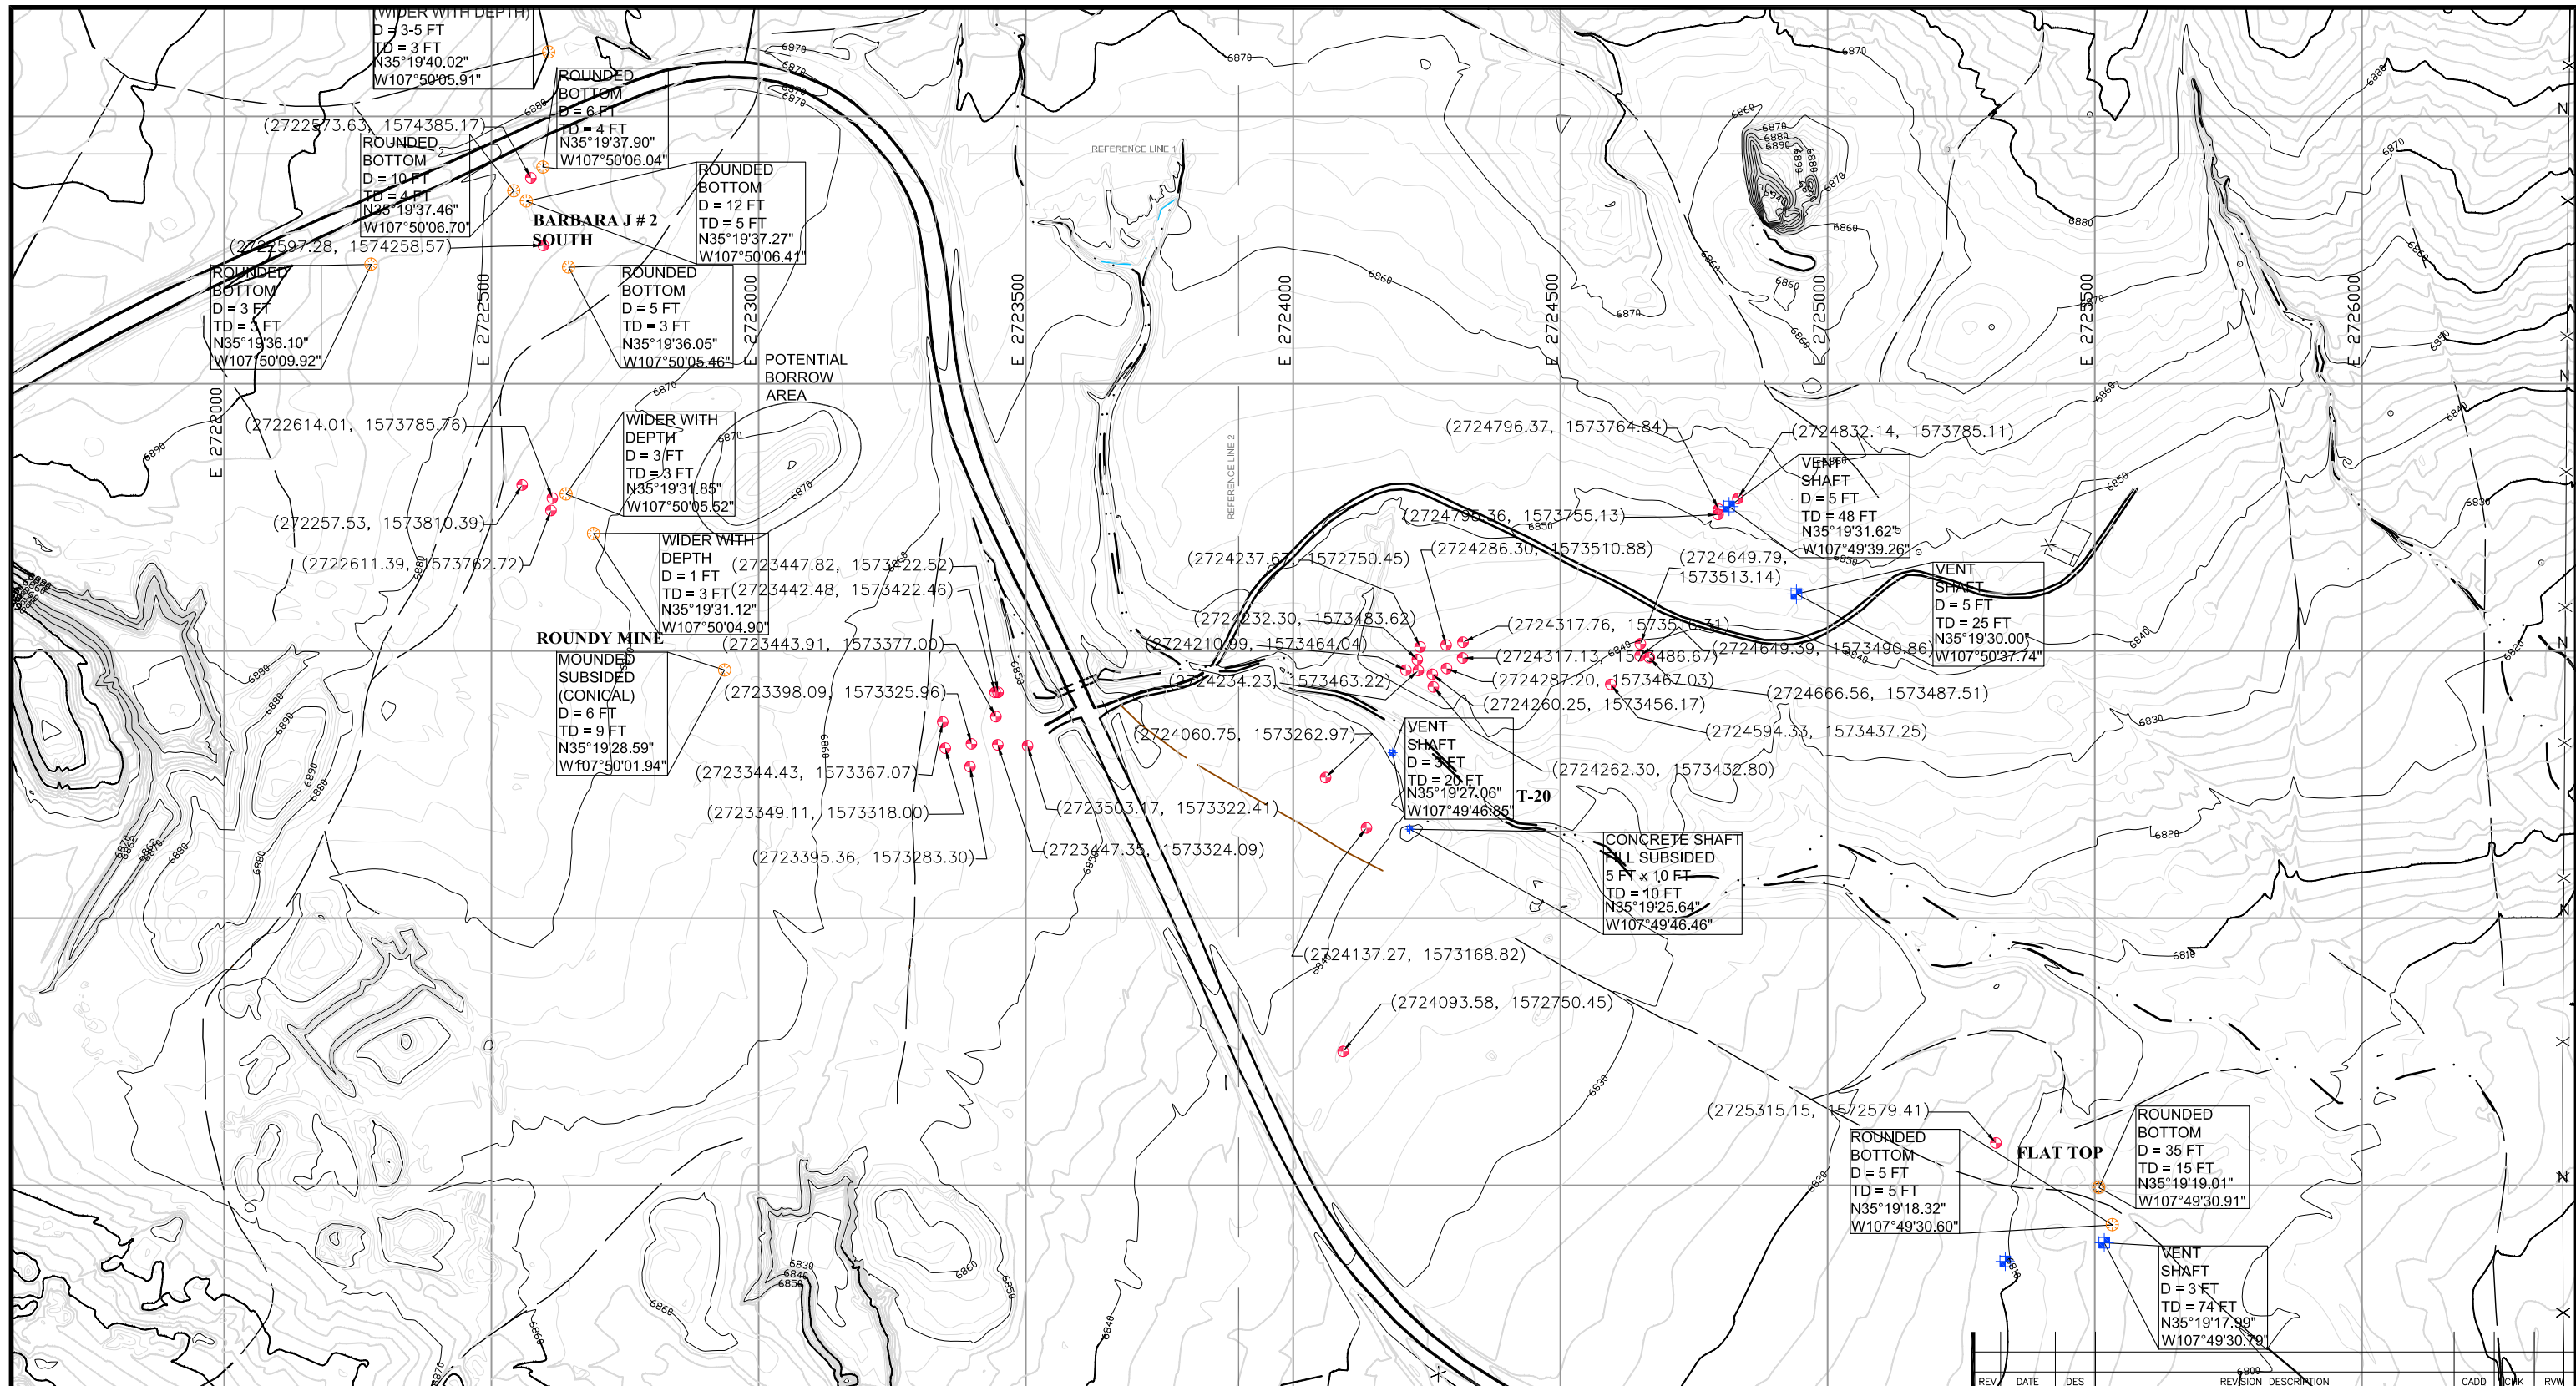 (WIDER WITH DEPTH)
D = 3-5 FT
TD = 3 FT
N35°19'40.02"
W107°50'05.91"
ROUNDED
BOTTOM
D = 6 FT
TD = 4 FT
N35°19'37.90"
W107°50'06.04"
(2722573.63, 1574385.17)
ROUNDED
BOTTOM
D = 10 FT
TD = 4 FT
N35°19'37.46"
W107°50'06.70"
ROUNDED
BOTTOM
D = 12 FT
TD = 5 FT
N35°19'37.27"
W107°50'06.41"
BARBARA J # 2
SOUTH
(2722597.28, 1574258.57)
ROUNDED
BOTTOM
D = 3 FT
TD = 3 FT
N35°19'36.10"
W107°50'09.92"
ROUNDED
BOTTOM
D = 5 FT
TD = 3 FT
N35°19'36.05"
W107°50'05.46"
REFERENCE LINE 1
REFERENCE LINE 2
E 2722000
E 2722500
E 2723000
E 2723500
E 2724000
E 2724500
E 2725000
E 2725500
E 2726000
POTENTIAL
BORROW
AREA
(2722614.01, 1573785.76)
WIDER WITH
DEPTH
D = 3 FT
TD = 3 FT
N35°19'31.85"
W107°50'05.52"
(272257.53, 1573810.39)
(2722611.39, 1573762.72)
WIDER WITH
DEPTH
D = 1 FT
TD = 3 FT
N35°19'31.12"
W107°50'04.90"
ROUNDY MINE
MOUNDED
SUBSIDED
(CONICAL)
D = 6 FT
TD = 9 FT
N35°19'28.59"
W107°50'01.94"
(2723447.82, 1573422.52)
(2723442.48, 1573422.46)
(2723443.91, 1573377.00)
(2723398.09, 1573325.96)
(2723344.43, 1573367.07)
(2723349.11, 1573318.00)
(2723395.36, 1573283.30)
(2723503.17, 1573322.41)
(2723447.35, 1573324.09)
(2724796.37, 1573764.84)
(2724832.14, 1573785.11)
(2724795.36, 1573755.13)
VENT
SHAFT
D = 5 FT
TD = 48 FT
N35°19'31.62"
W107°49'39.26"
(2724237.67, 1572750.45)
(2724286.30, 1573510.88)
(2724649.79,
1573513.14)
VENT
SHAFT
D = 5 FT
TD = 25 FT
N35°19'30.00"
W107°50'37.74"
(2724232.30, 1573483.62)
(2724317.76, 1573516.31)
(2724210.99, 1573464.04)
(2724317.13, 1573486.67)
(2724649.39, 1573490.86)
(2724234.23, 1573463.22)
(2724287.20, 1573467.03)
(2724666.56, 1573487.51)
(2724260.25, 1573456.17)
(2724594.33, 1573437.25)
(2724060.75, 1573262.97)
(2724262.30, 1573432.80)
VENT
SHAFT
D = 3 FT
TD = 20 FT
N35°19'27.06"
W107°49'46.85"
T-20
CONCRETE SHAFT
FILL SUBSIDED
5 FT x 10 FT
TD = 10 FT
N35°19'25.64"
W107°49'46.46"
(2724137.27, 1573168.82)
(2724093.58, 1572750.45)
(2725315.15, 1572579.41)
ROUNDED
BOTTOM
D = 5 FT
TD = 5 FT
N35°19'18.32"
W107°49'30.60"
FLAT TOP
ROUNDED
BOTTOM
D = 35 FT
TD = 15 FT
N35°19'19.01"
W107°49'30.91"
VENT
SHAFT
D = 3 FT
TD = 74 FT
N35°19'17.99"
W107°49'30.79"
REV DATE DES REVISION DESCRIPTION CADD CHK RVW